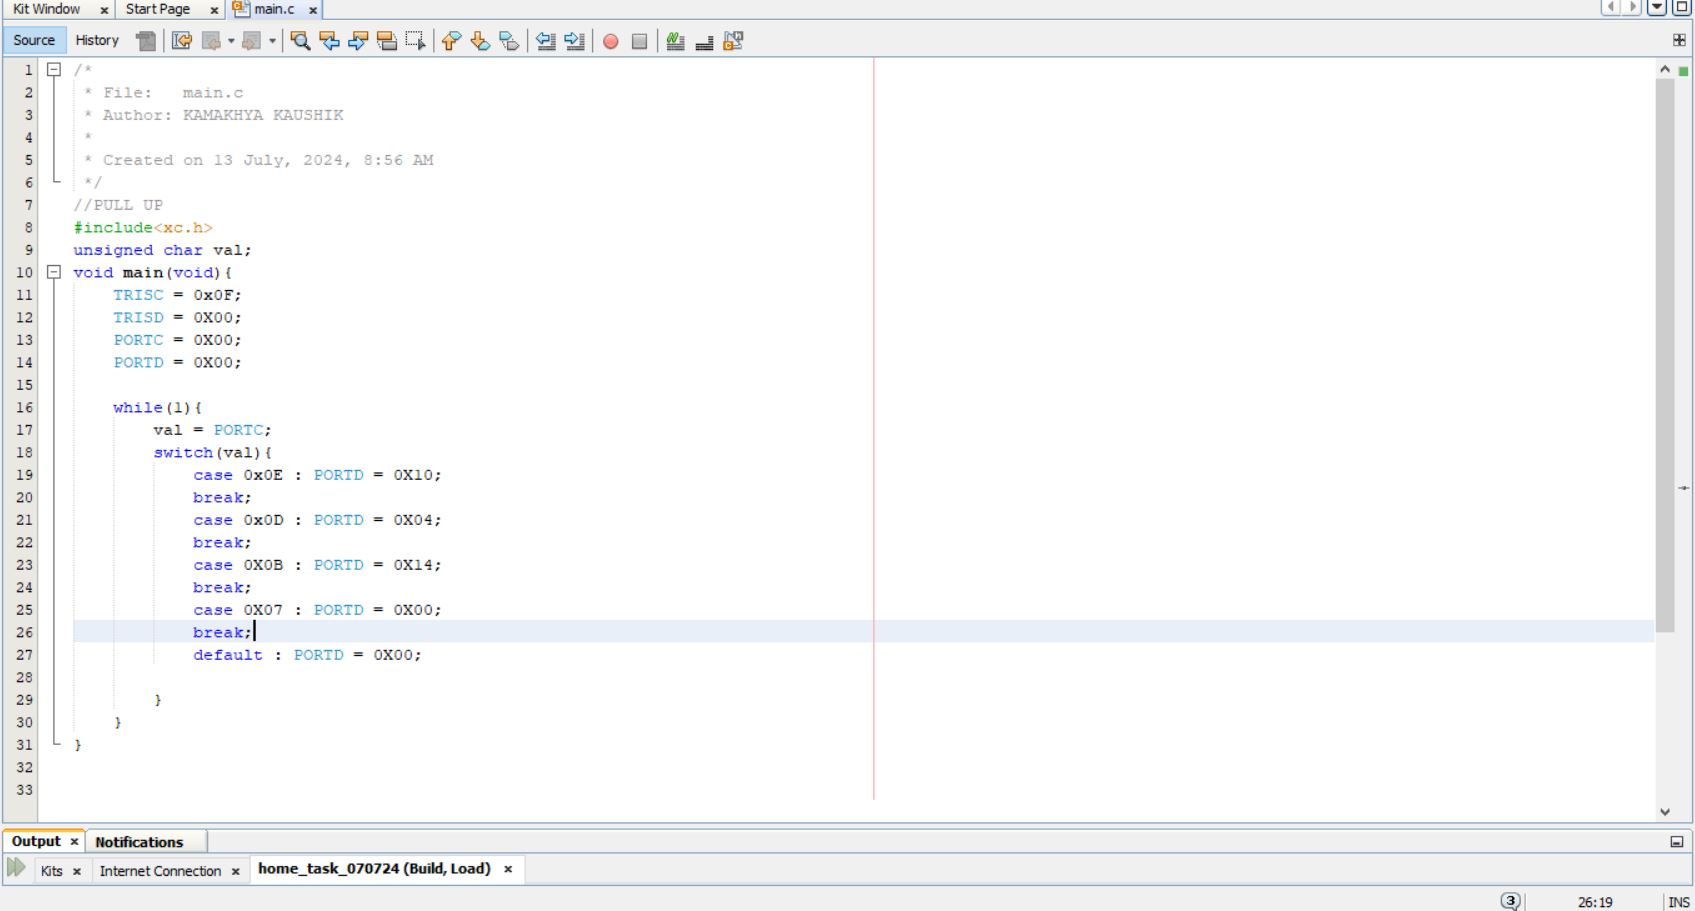 Kit Window x Start Page x main.c x
Source History
1 /*
2 * File: main.c
3 * Author: KAMAKHYA KAUSHIK
4 *
5 * Created on 13 July, 2024, 8:56 AM
6 */
7 //PULL UP
8 #include<xc.h>
9 unsigned char val;
10 void main(void){
11 TRISC = 0x0F;
12 TRISD = 0X00;
13 PORTC = 0X00;
14 PORTD = 0X00;
15
16 while(1){
17 val = PORTC;
18 switch(val){
19 case 0x0E : PORTD = 0X10;
20 break;
21 case 0x0D : PORTD = 0X04;
22 break;
23 case 0X0B : PORTD = 0X14;
24 break;
25 case 0X07 : PORTD = 0X00;
26 break;
27 default : PORTD = 0X00;
28
29 }
30 }
31 }
32
33
Output x Notifications
Kits x Internet Connection x home_task_070724 (Build, Load) x
3 26:19 INS